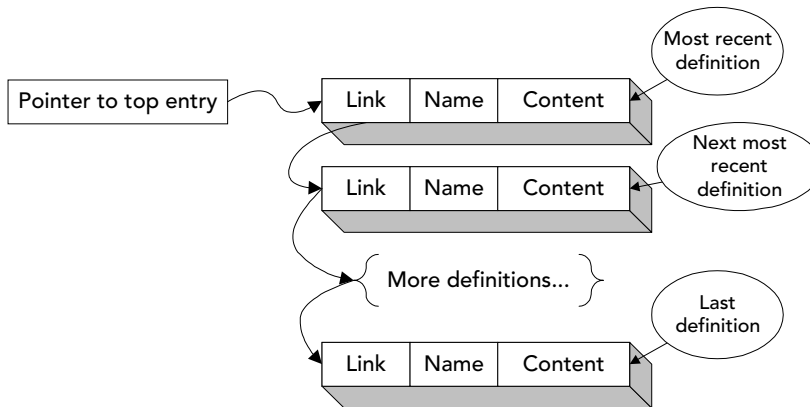 Most recent
definition
Pointer to top entry
Link Name Content
Next most
recent
definition
Link Name Content
More definitions...
Last
definition
Link Name Content